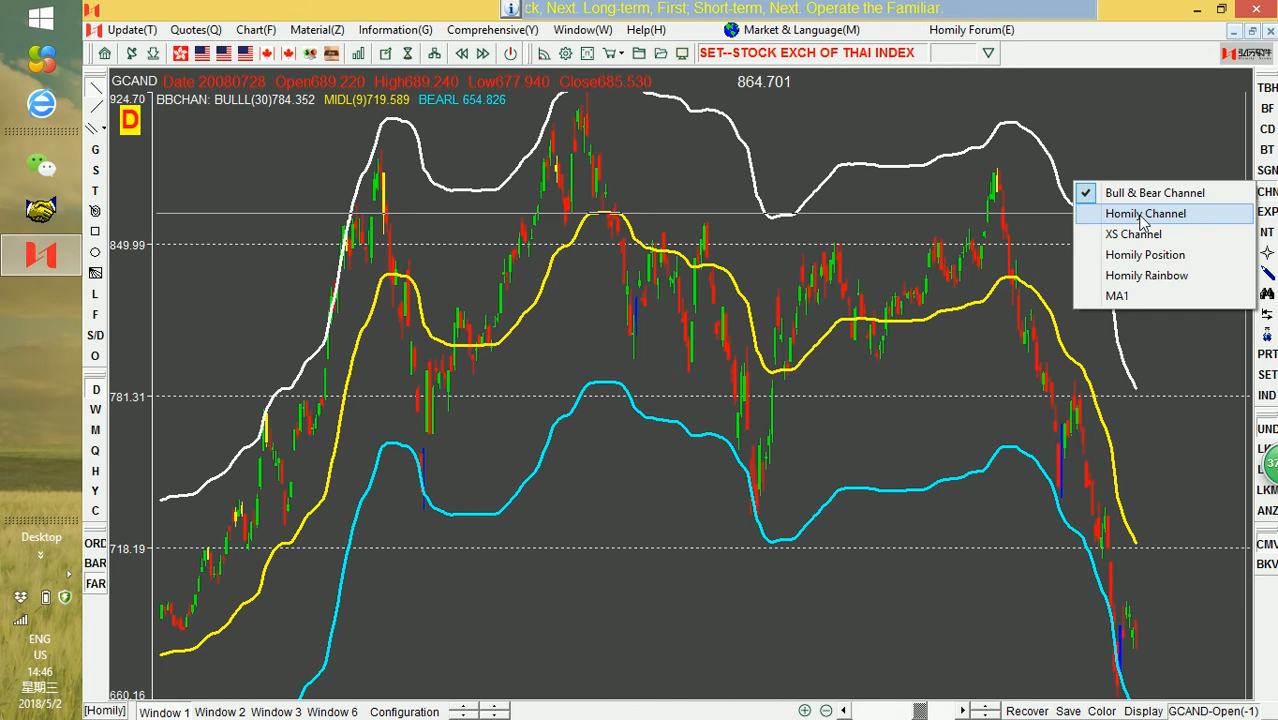 ck, Next. Long-term, First; Short-term, Next. Operate the Familiar.
Update(T) Quotes(Q) Chart(F) Material(Z) Information(G) Comprehensive(V) Window(W) Help(H) Market & Language(M) Homily Forum(E)
SET--STOCK EXCH OF THAI INDEX
GCAND Date 20080728 Open689.220 High689.240 Low677.940 Close685.530 864.701
924.70 BBCHAN: BULLL(30)784.352 MIDL(9)719.589 BEARL 654.826
D
849.99
781.31
718.19
660.16
G
S
T
L
F
S/D
O
D
W
M
Q
H
Y
C
ORD
BAR
FAR
Bull & Bear Channel
Homily Channel
XS Channel
Homily Position
Homily Rainbow
MA1
TBH
BF
CD
BT
SGN
CHN
EXP
NT
PRT
SET
IND
UND
37
LKM
ANZ
CMV
BKV
Desktop
ENG
US
14:46
星期三
2018/5/2
[Homily] Window 1 Window 2 Window 3 Window 6 Configuration Recover Save Color Display GCAND-Open(-1)